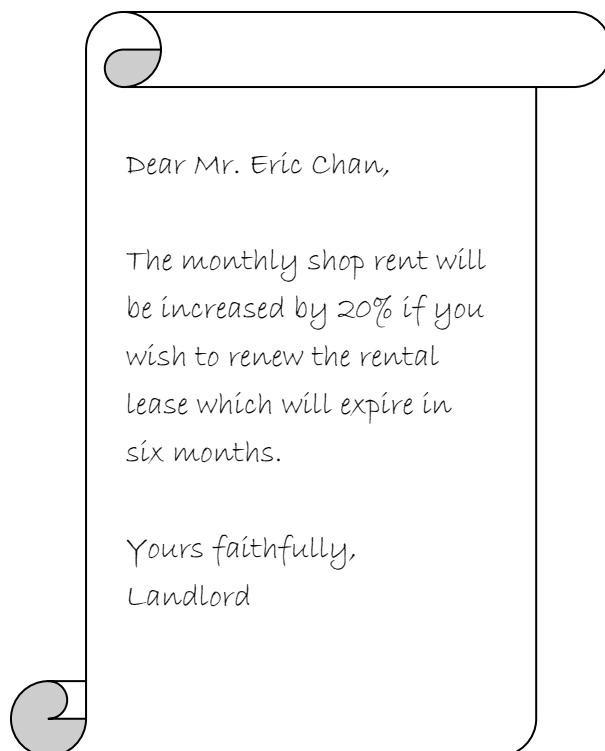 Dear Mr. Eric Chan,
The monthly shop rent will
be increased by 20% if you
wish to renew the rental
lease which will expire in
six months.
Yours faithfully,
Landlord